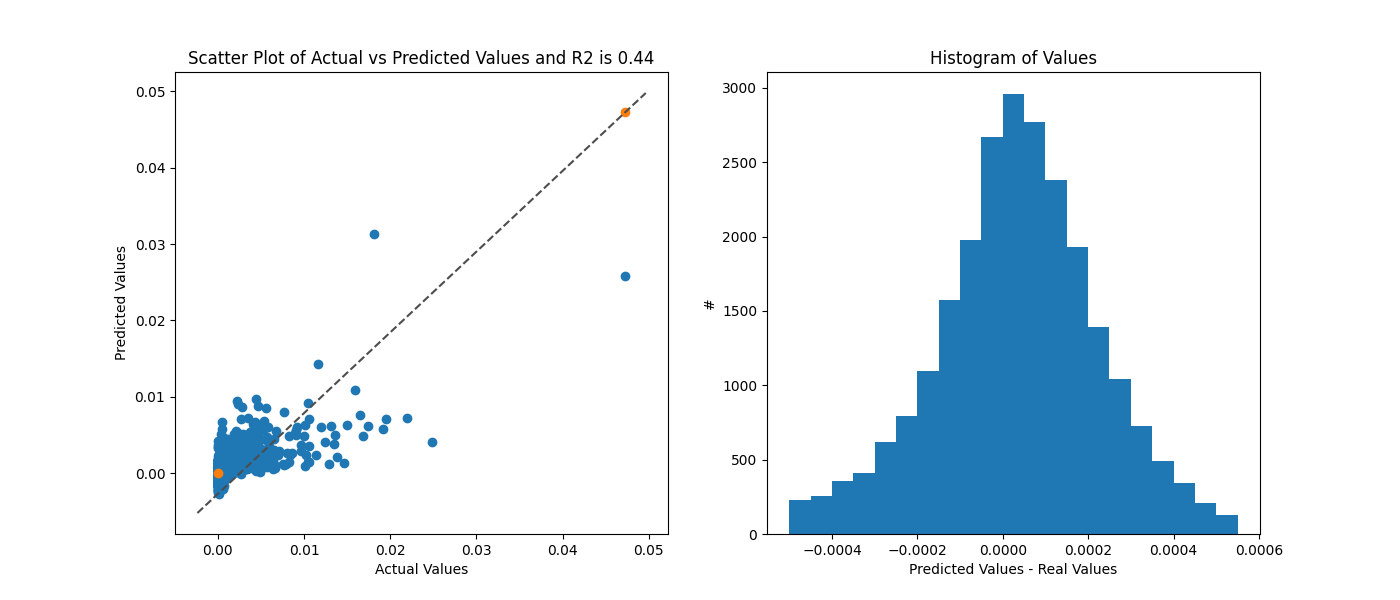 Scatter Plot of Actual vs Predicted Values and R2 is 0.44
0.05
0.04
0.03
0.02
0.01
0.00
Predicted Values
0.00 0.01 0.02 0.03 0.04 0.05
Actual Values
Histogram of Values
3000
2500
2000
1500
1000
500
0
#
−0.0004 −0.0002 0.0000 0.0002 0.0004 0.0006
Predicted Values - Real Values